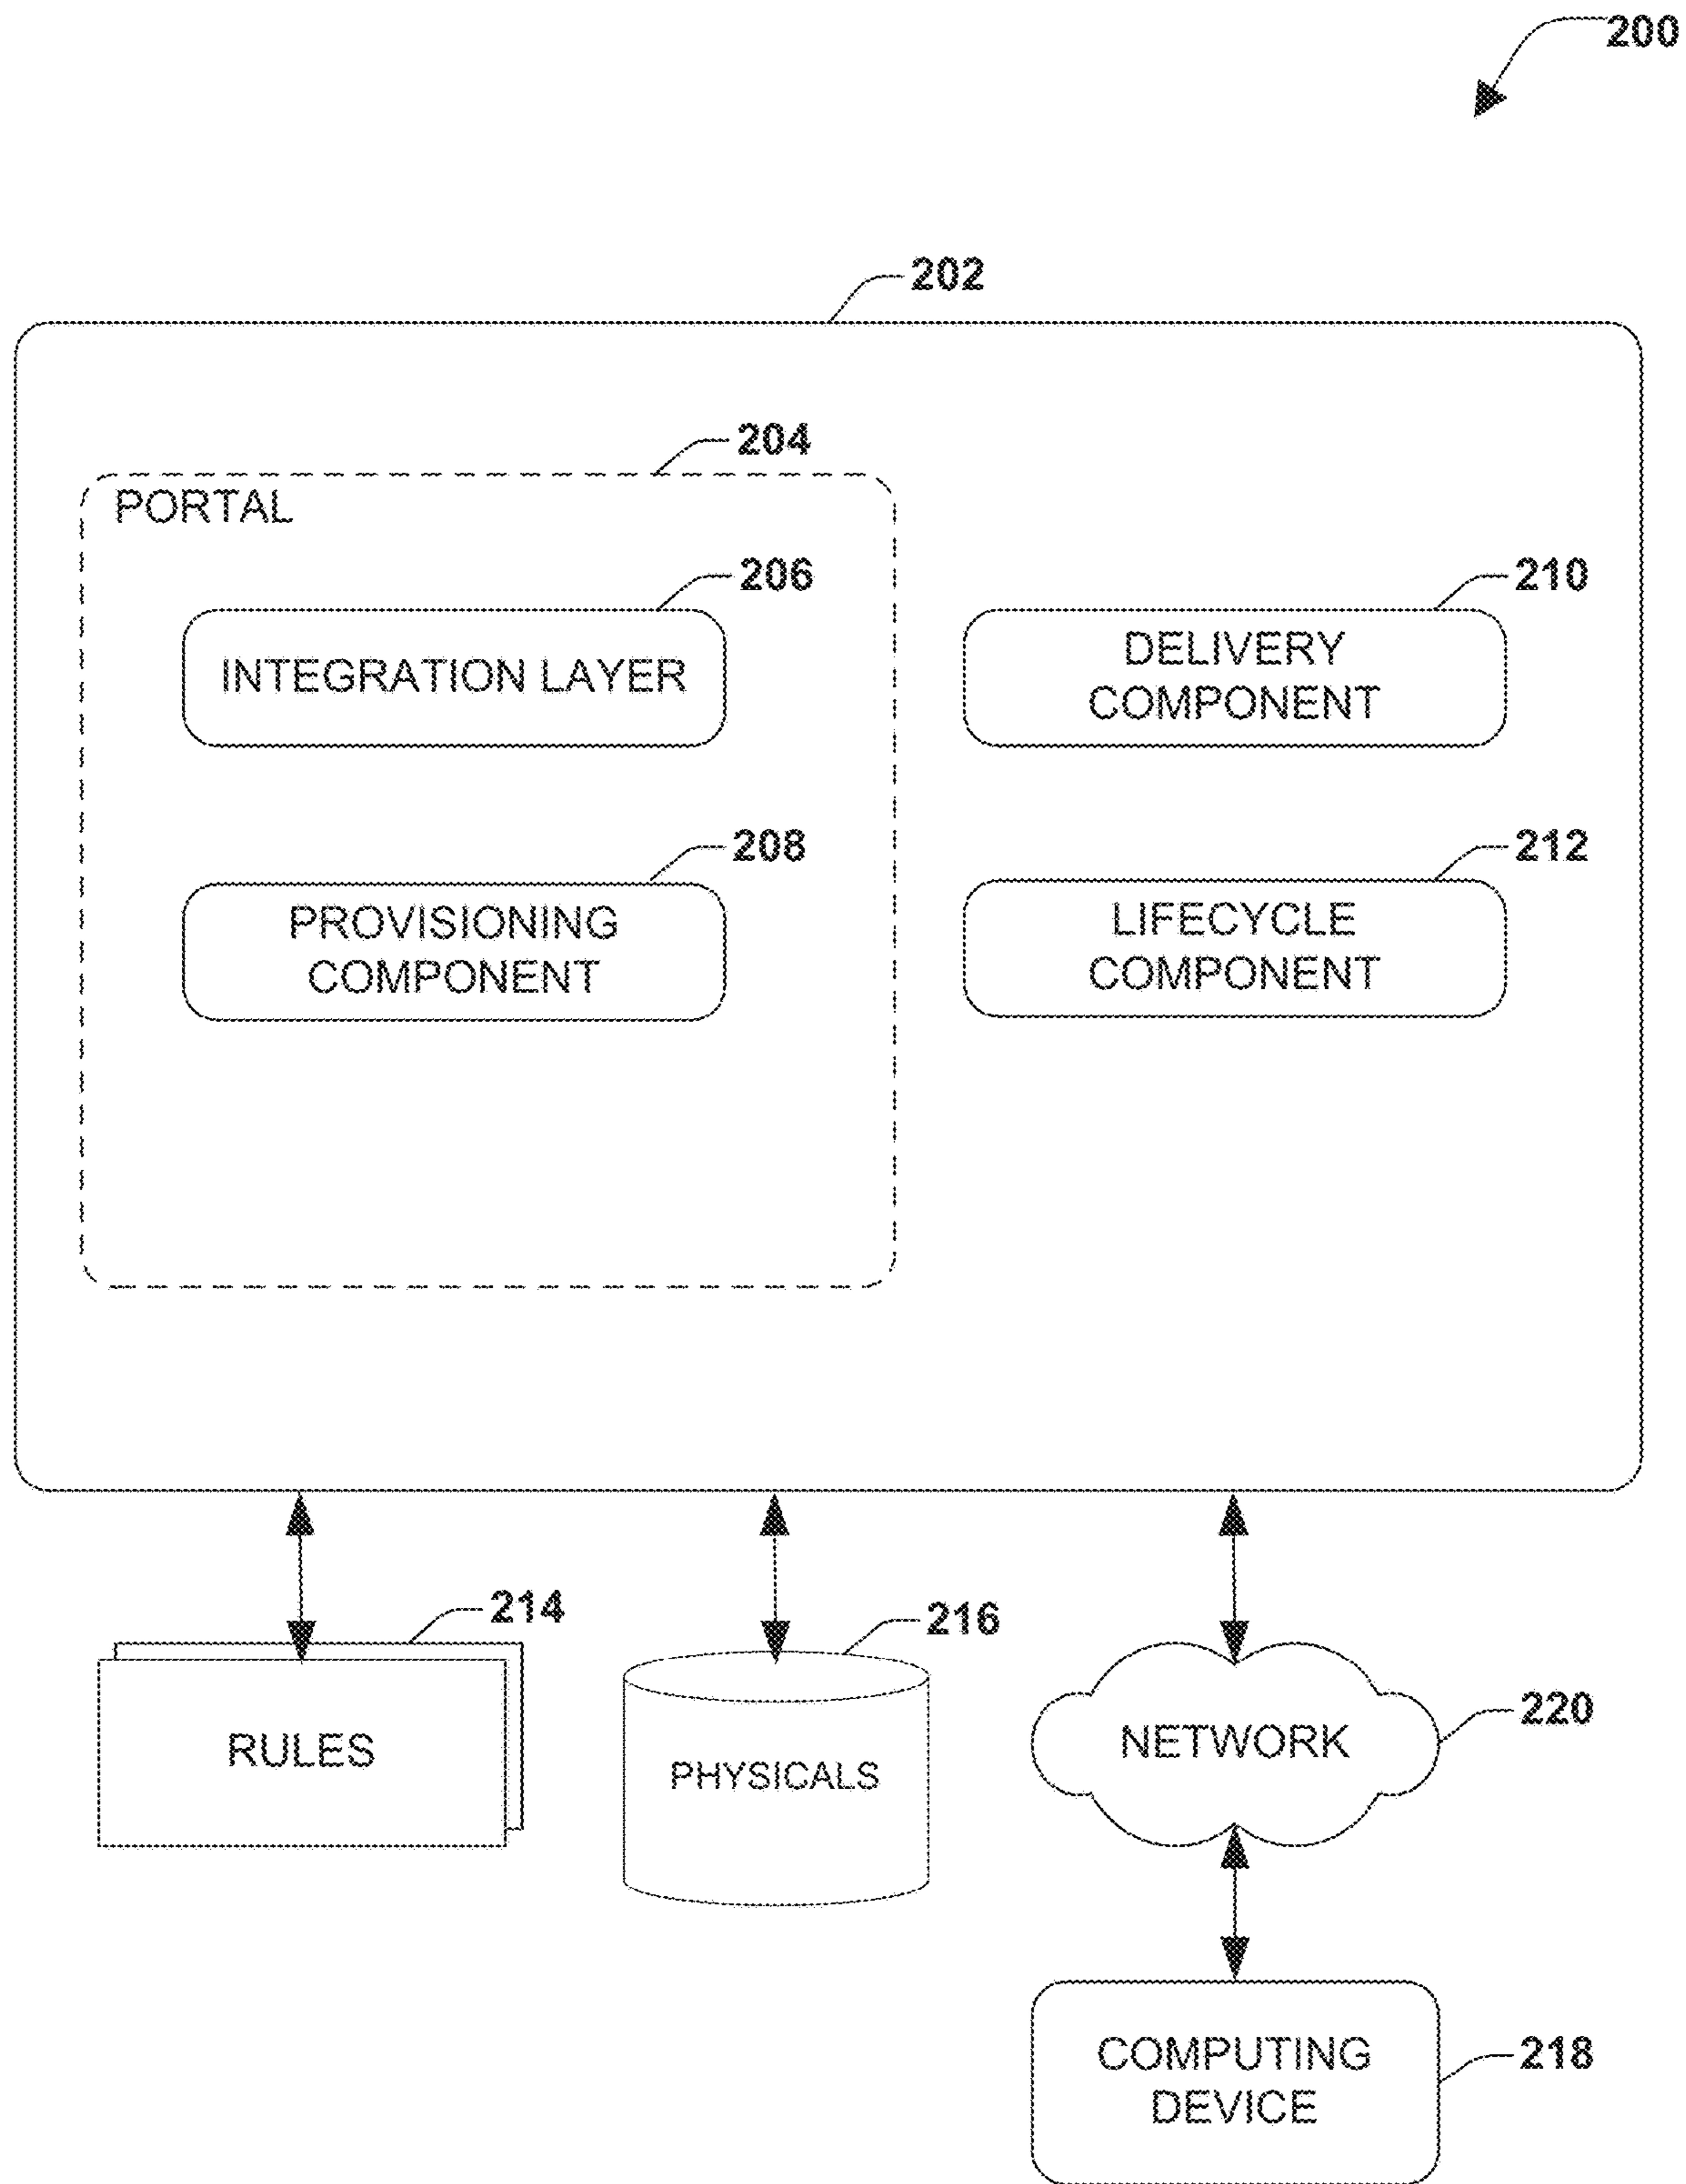 200
202
204
PORTAL
206
210
INTEGRATION LAYER
DELIVERY
COMPONENT
208
212
PROVISIONING
COMPONENT
LIFECYCLE
COMPONENT
214
216
RULES
PHYSICALS
NETWORK
220
COMPUTING
DEVICE
218